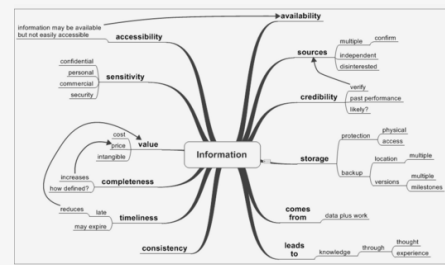 information may be available
but not easily accessible
accessibility
confidential
personal
commercial
security
sensitivity
cost
price
intangible
value
increases
how defined?
completeness
reduces
late
may expire
timeliness
consistency
Information
availability
sources
multiple
confirm
independent
disinterested
credibility
verify
past performance
likely?
storage
protection
physical
access
backup
location
multiple
versions
multiple
milestones
comes
from
data plus work
leads
to
knowledge
through
thought
experience